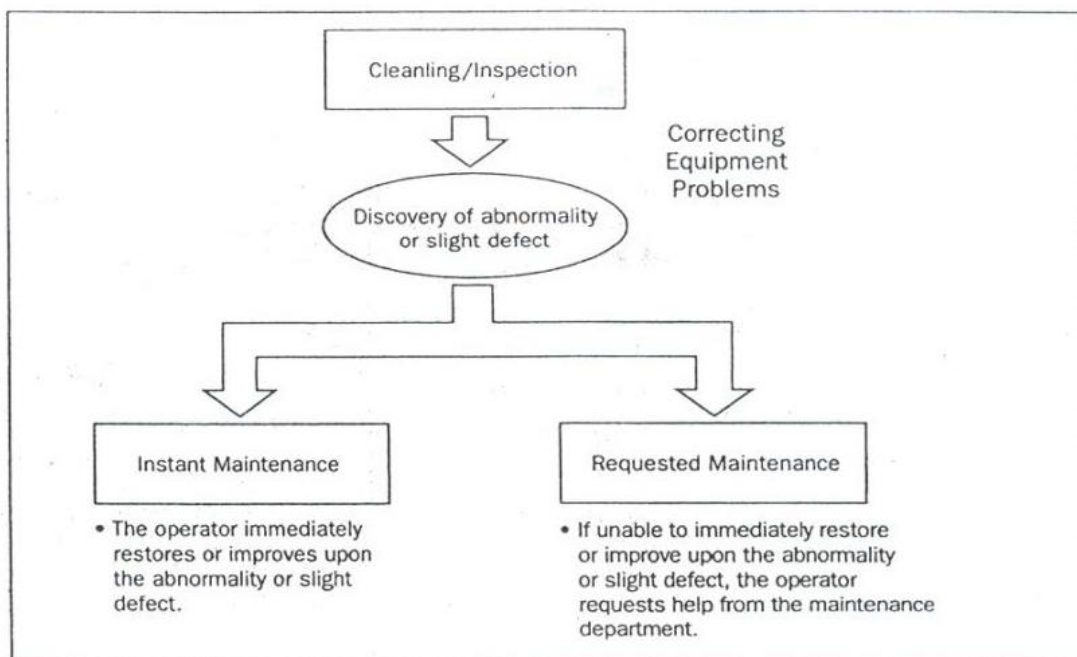 Cleanling/Inspection
Correcting
Equipment
Problems
Discovery of abnormality
or slight defect
Instant Maintenance
• The operator immediately
restores or improves upon
the abnormality or slight
defect.
Requested Maintenance
• If unable to immediately restore
or improve upon the abnormality
or slight defect, the operator
requests help from the maintenance
department.